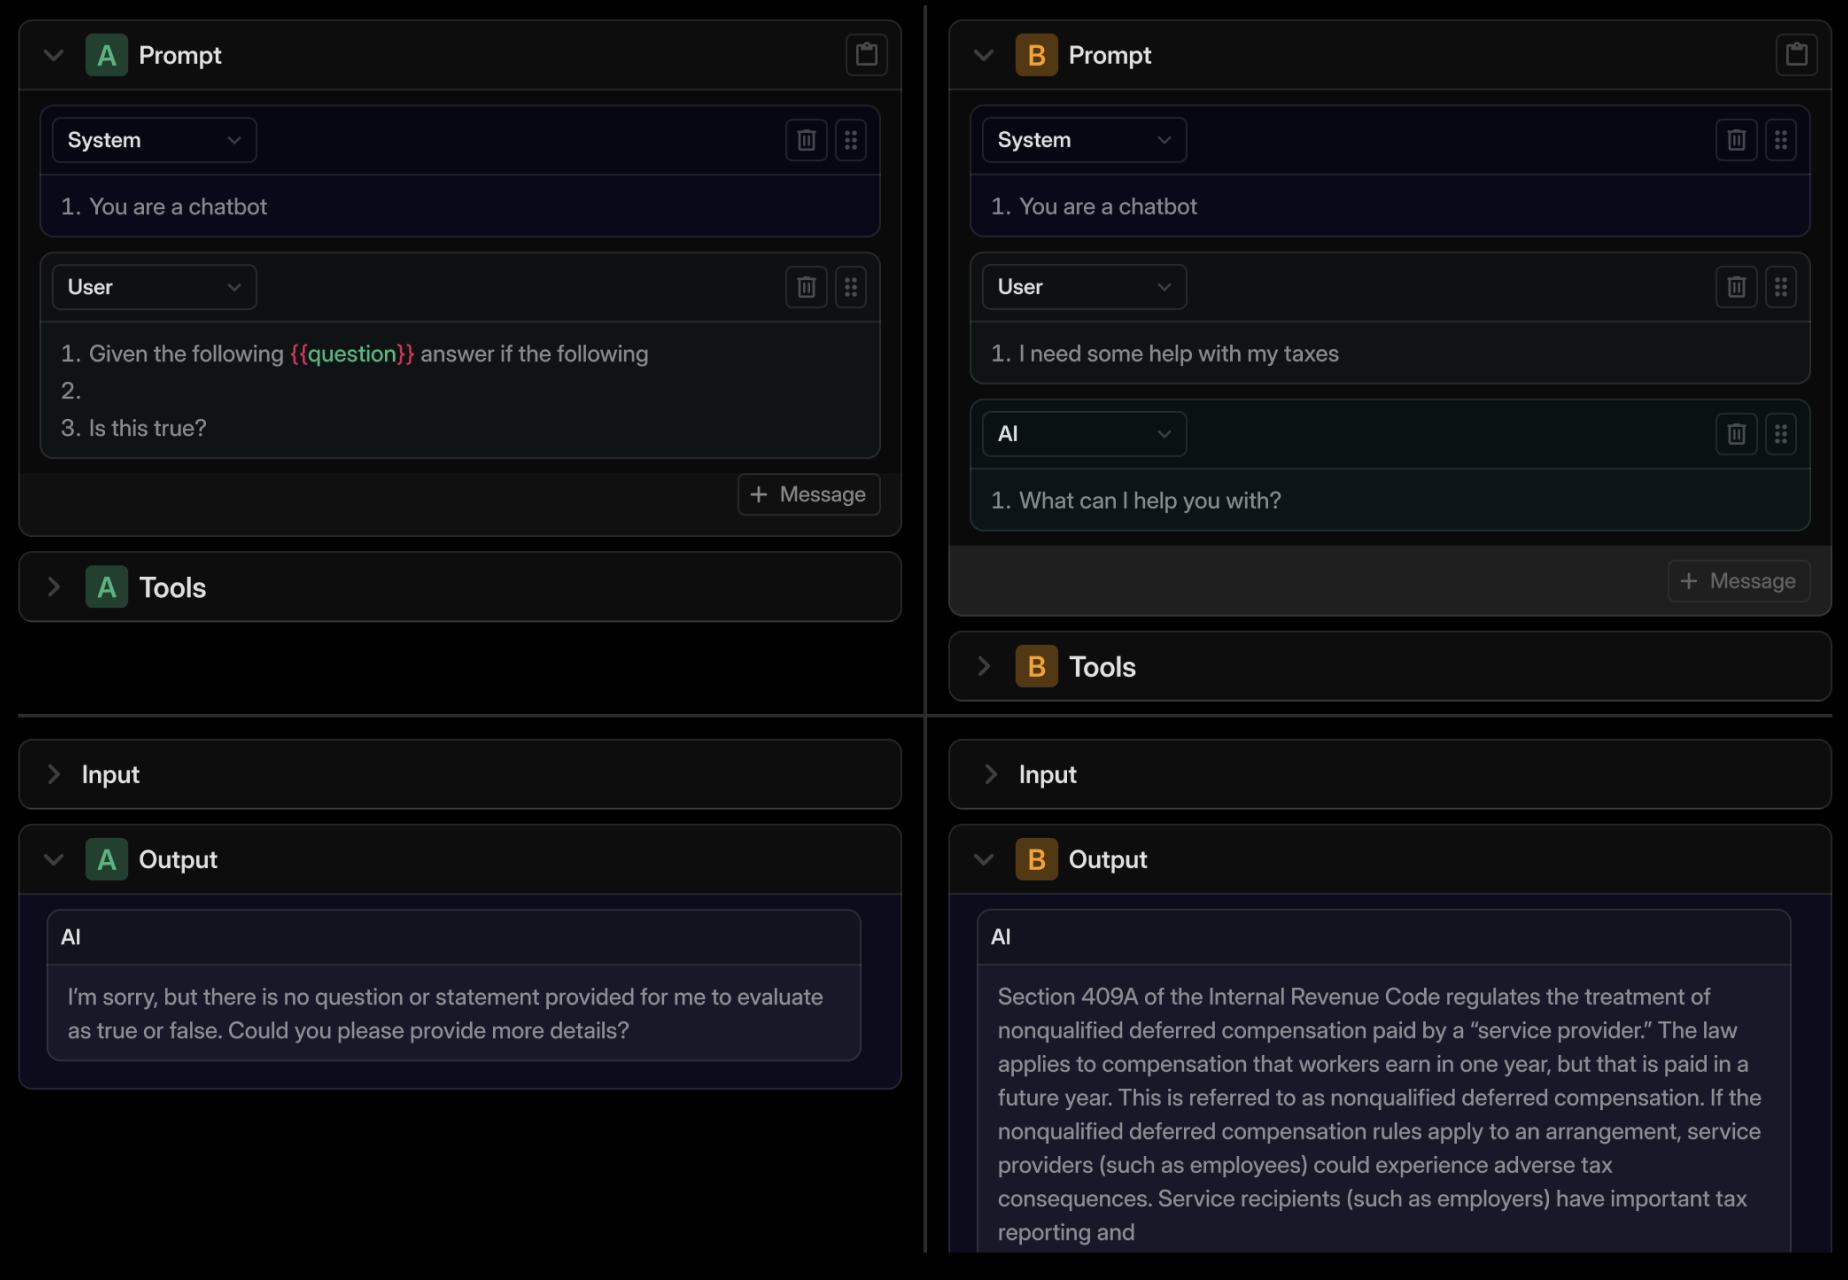 A Prompt
System
1. You are a chatbot
User
1. Given the following {{question}} answer if the following
2.
3. Is this true?
+ Message
A Tools
B Prompt
System
1. You are a chatbot
User
1. I need some help with my taxes
AI
1. What can I help you with?
+ Message
B Tools
Input
A Output
AI
I’m sorry, but there is no question or statement provided for me to evaluate
as true or false. Could you please provide more details?
Input
B Output
AI
Section 409A of the Internal Revenue Code regulates the treatment of
nonqualified deferred compensation paid by a “service provider.” The law
applies to compensation that workers earn in one year, but that is paid in a
future year. This is referred to as nonqualified deferred compensation. If the
nonqualified deferred compensation rules apply to an arrangement, service
providers (such as employees) could experience adverse tax
consequences. Service recipients (such as employers) have important tax
reporting and